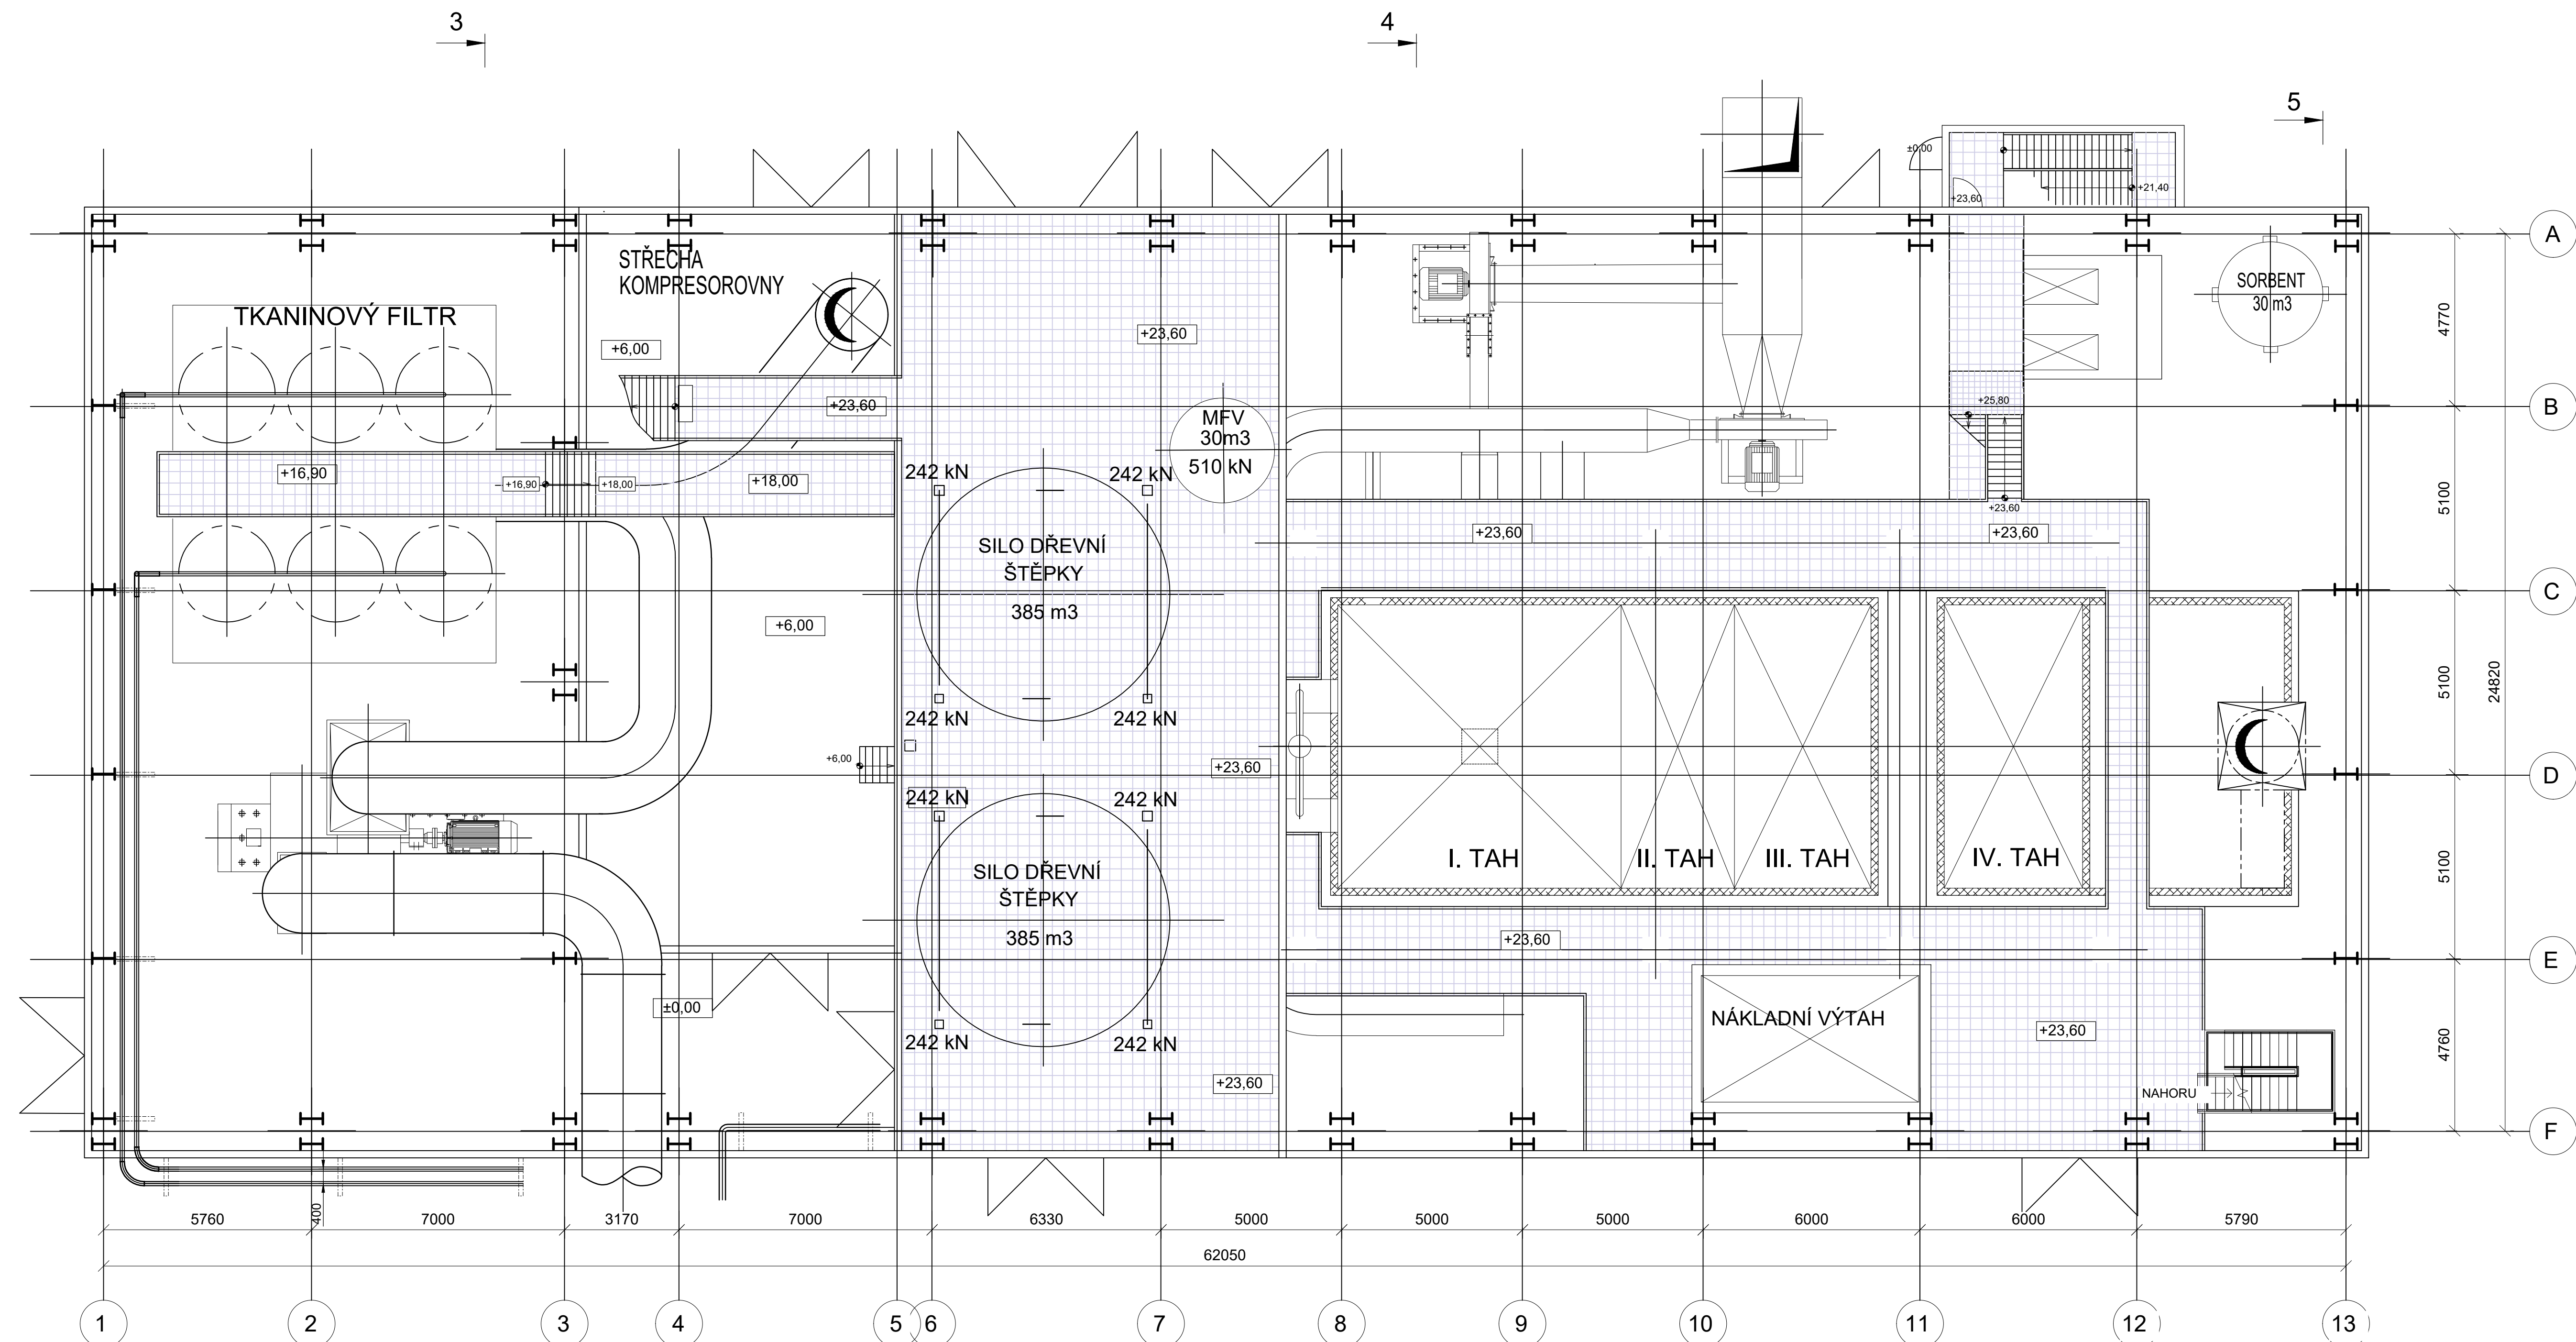 3
4
5
±0,00
+21,40
+23,60
A
STŘECHA
KOMPRESOROVNY
SORBENT
30 m3
TKANINOVÝ FILTR
+23,60
4770
+6,00
+23,60
+25,80
B
MFV
30m3
510 kN
+16,90
+16,90
+18,00
+18,00
242 kN
242 kN
+23,60
5100
+23,60
+23,60
SILO DŘEVNÍ
ŠTĚPKY
385 m3
C
+6,00
5100
24820
242 kN
242 kN
+6,00
+23,60
D
242 kN
242 kN
I. TAH
II. TAH
III. TAH
IV. TAH
5100
SILO DŘEVNÍ
ŠTĚPKY
385 m3
+23,60
E
±0,00
NÁKLADNÍ VÝTAH
+23,60
4760
242 kN
242 kN
+23,60
NAHORU
F
400
5760
7000
3170
7000
6330
5000
5000
5000
6000
6000
5790
62050
1
2
3
4
5
6
7
8
9
10
11
12
13